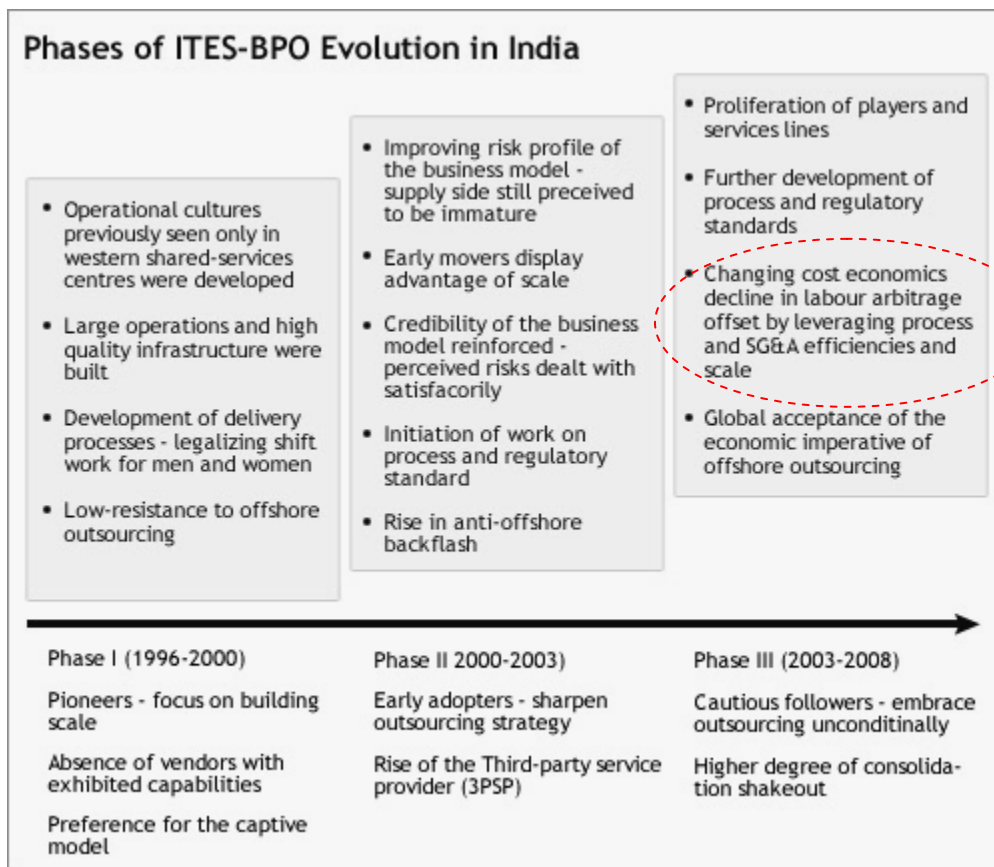 Phases of ITES-BPO Evolution in India
• Operational cultures
previously seen only in
western shared-services
centres were developed
• Large operations and high
quality infrastructure were
built
• Development of delivery
processes - legalizing shift
work for men and women
• Low-resistance to offshore
outsourcing
• Improving risk profile of
the business model -
supply side still preceived
to be immature
• Early movers display
advantage of scale
• Credibility of the business
model reinforced -
perceived risks dealt with
satisfacorily
• Initiation of work on
process and regulatory
standard
• Rise in anti-offshore
backflash
• Proliferation of players and
services lines
• Further development of
process and regulatory
standards
• Changing cost economics
decline in labour arbitrage
offset by leveraging process
and SG&A efficiencies and
scale
• Global acceptance of the
economic imperative of
offshore outsourcing
Phase I (1996-2000)
Pioneers - focus on building
scale
Absence of vendors with
exhibited capabilities
Preference for the captive
model
Phase II 2000-2003)
Early adopters - sharpen
outsourcing strategy
Rise of the Third-party service
provider (3PSP)
Phase III (2003-2008)
Cautious followers - embrace
outsourcing unconditinally
Higher degree of consolida-
tion shakeout